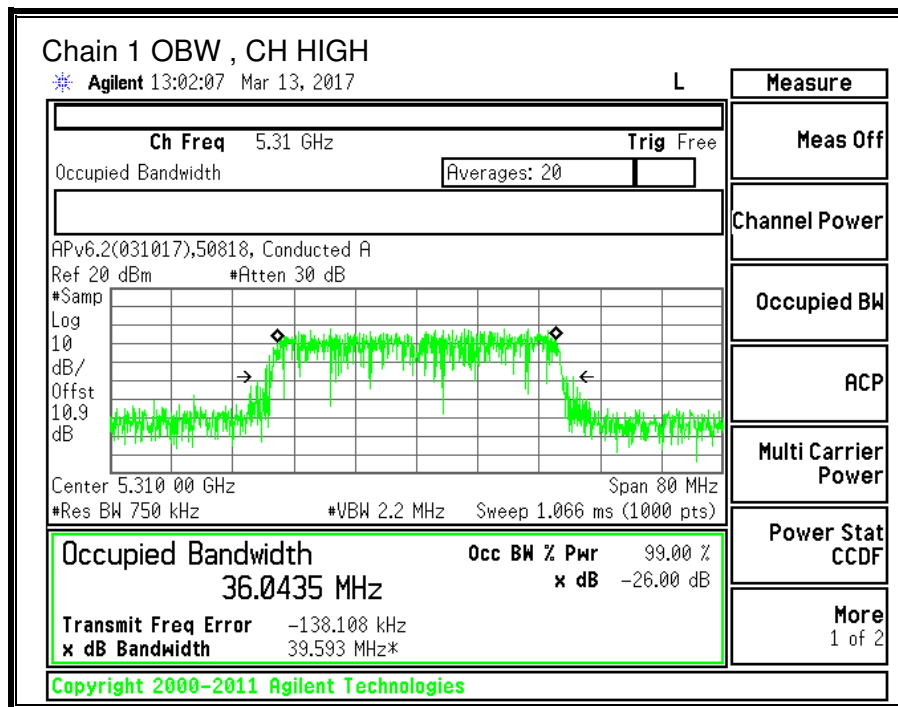 Chain 1 OBW , CH HIGH
Agilent 13:02:07 Mar 13, 2017 L
Measure
Ch Freq 5.31 GHz Trig Free
Meas Off
Occupied Bandwidth Averages: 20
Channel Power
APv6.2(031017),50818, Conducted A
Ref 20 dBm #Atten 30 dB
#Samp
Log
10
dB/
Offst
10.9
dB
Occupied BW
ACP
Multi Carrier
Power
Center 5.310 00 GHz Span 80 MHz
#Res BW 750 kHz #VBW 2.2 MHz Sweep 1.066 ms (1000 pts)
Power Stat
CCDF
Occupied Bandwidth Occ BW % Pwr 99.00 %
36.0435 MHz x dB -26.00 dB
Transmit Freq Error -138.108 kHz
x dB Bandwidth 39.593 MHz*
More
1 of 2
Copyright 2000-2011 Agilent Technologies